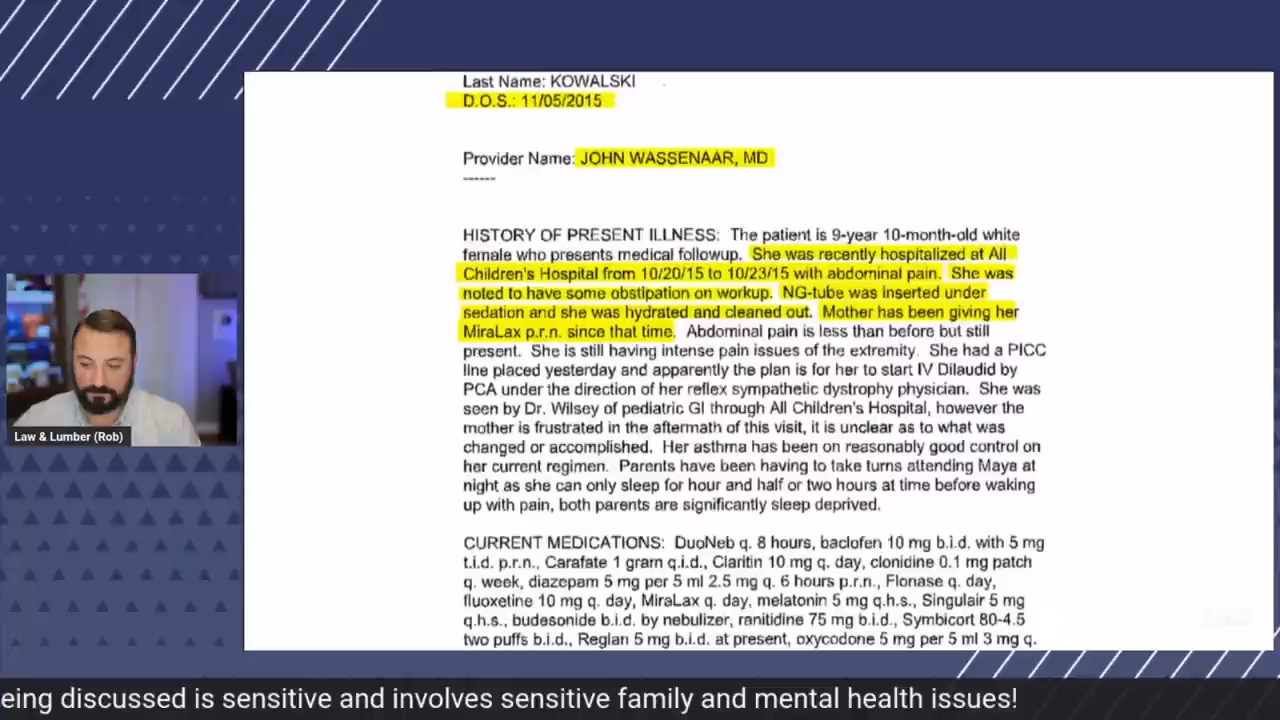 Last Name: KOWALSKI
D.O.S.: 11/05/2015
Provider Name: JOHN WASSENAAR, MD
------
HISTORY OF PRESENT ILLNESS: The patient is 9-year 10-month-old white
female who presents medical followup. She was recently hospitalized at All
Children's Hospital from 10/20/15 to 10/23/15 with abdominal pain. She was
noted to have some obstipation on workup. NG-tube was inserted under
sedation and she was hydrated and cleaned out. Mother has been giving her
MiraLax p.r.n. since that time. Abdominal pain is less than before but still
present. She is still having intense pain issues of the extremity. She had a PICC
line placed yesterday and apparently the plan is for her to start IV Dilaudid by
PCA under the direction of her reflex sympathetic dystrophy physician. She was
seen by Dr. Wilsey of pediatric GI through All Children's Hospital, however the
mother is frustrated in the aftermath of this visit, it is unclear as to what was
changed or accomplished. Her asthma has been on reasonably good control on
her current regimen. Parents have been having to take turns attending Maya at
night as she can only sleep for hour and half or two hours at time before waking
up with pain, both parents are significantly sleep deprived.
CURRENT MEDICATIONS: DuoNeb q. 8 hours, baclofen 10 mg b.i.d. with 5 mg
t.i.d. p.r.n., Carafate 1 gram q.i.d., Claritin 10 mg q. day, clonidine 0.1 mg patch
q. week, diazepam 5 mg per 5 ml 2.5 mg q. 6 hours p.r.n., Flonase q. day,
fluoxetine 10 mg q. day, MiraLax q. day, melatonin 5 mg q.h.s., Singulair 5 mg
q.h.s., budesonide b.i.d. by nebulizer, ranitidine 75 mg b.i.d., Symbicort 80-4.5
two puffs b.i.d., Reglan 5 mg b.i.d. at present, oxycodone 5 mg per 5 ml 3 mg q.
Law & Lumber (Rob)
eing discussed is sensitive and involves sensitive family and mental health issues!